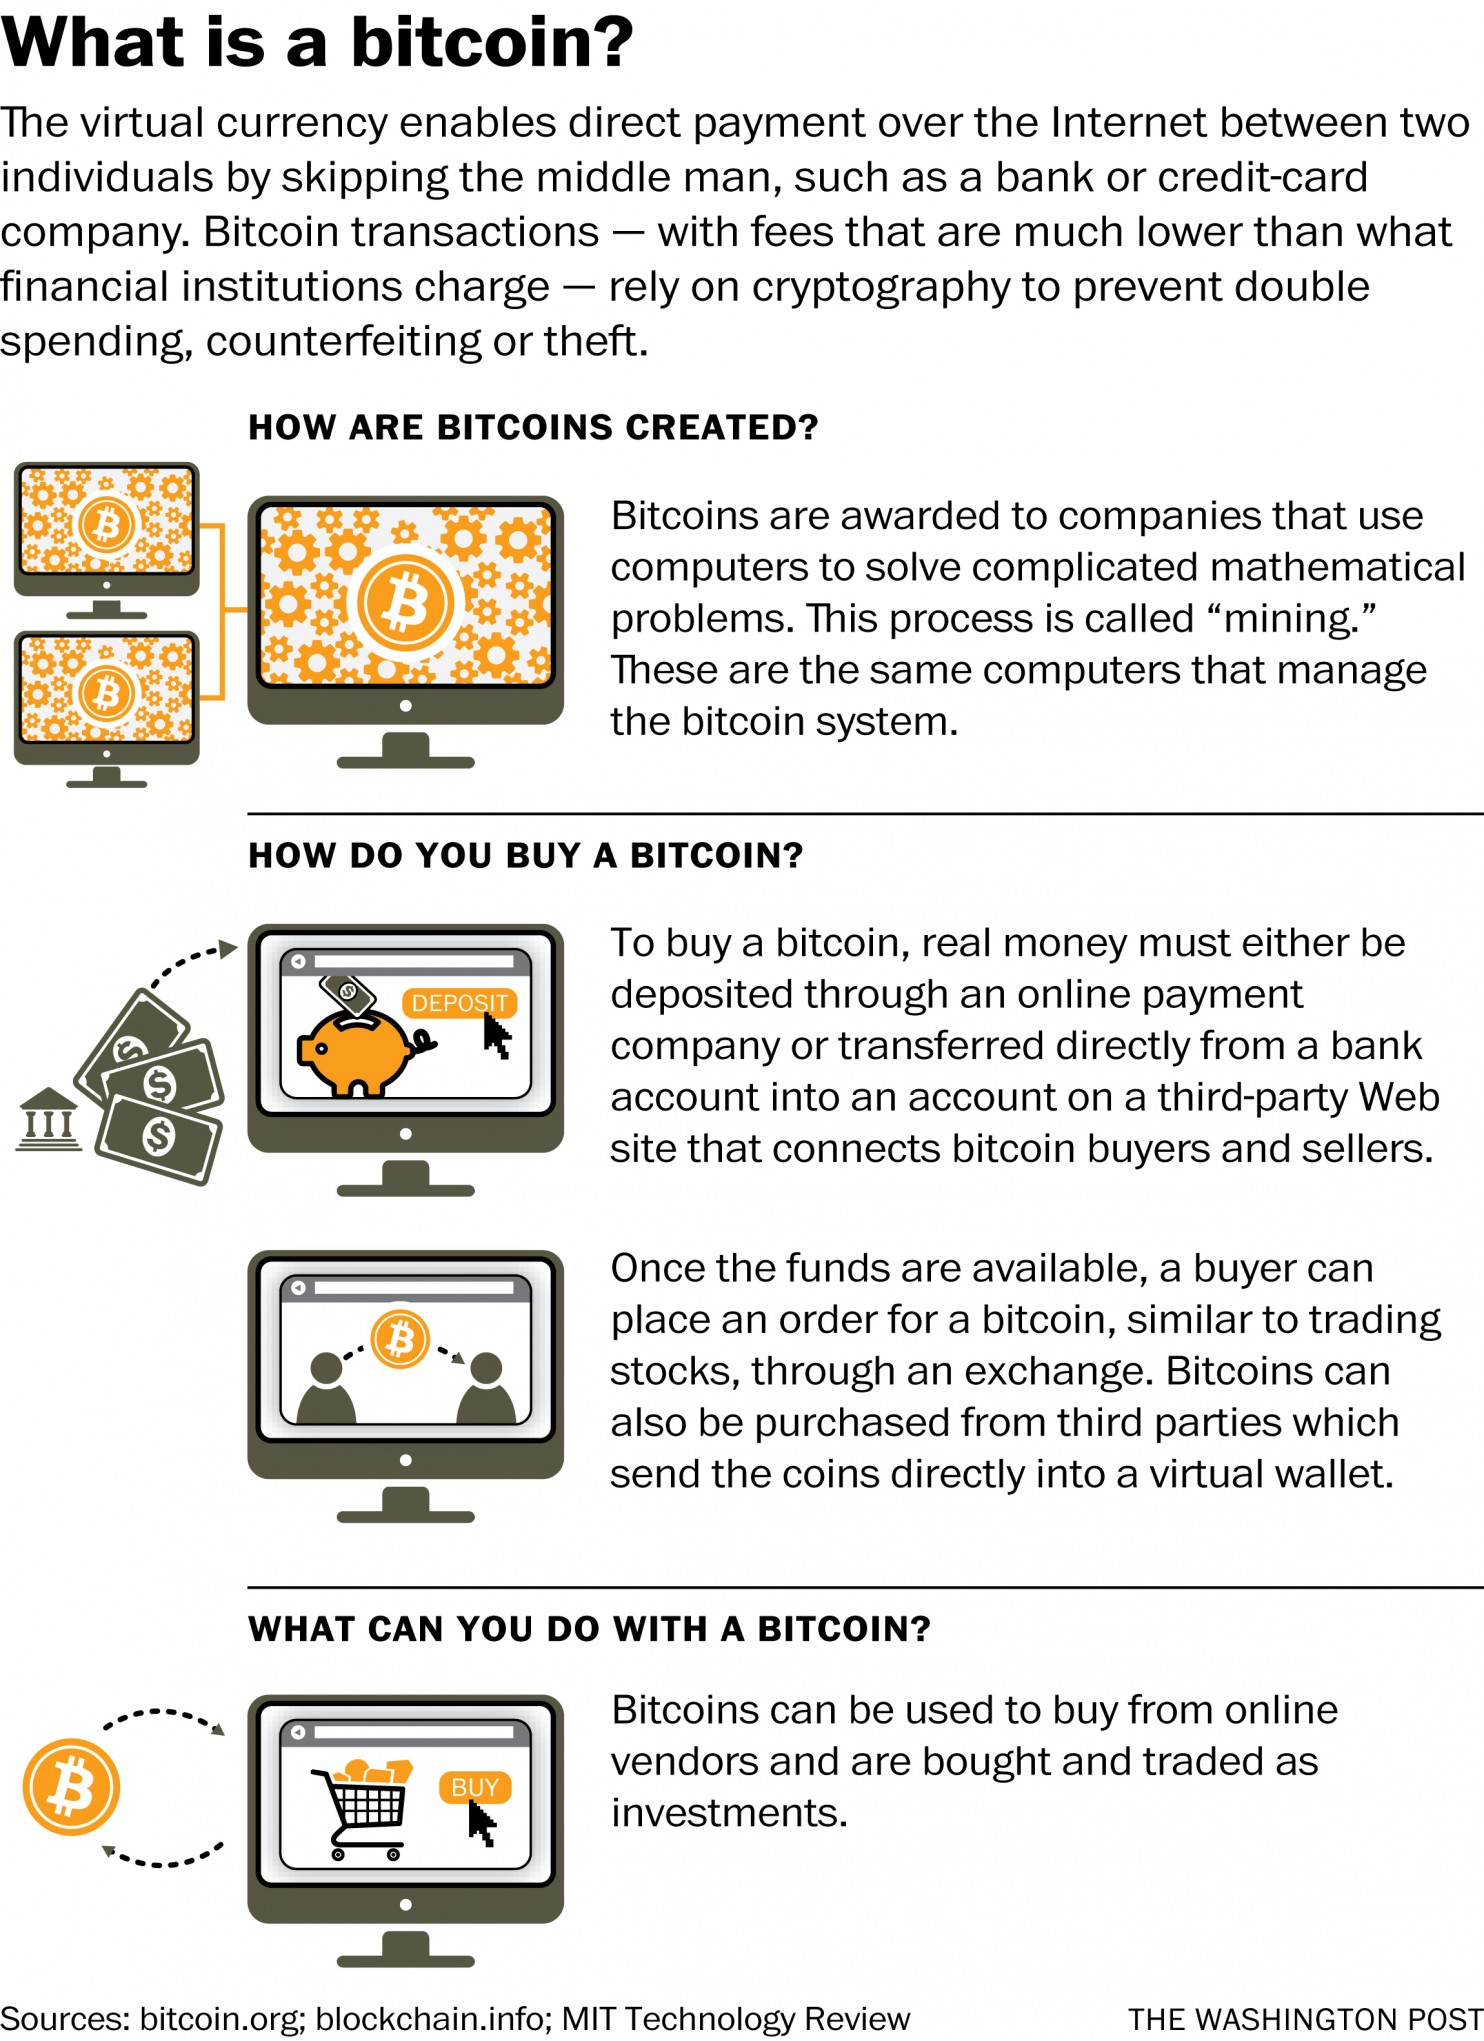 What is a bitcoin?
The virtual currency enables direct payment over the Internet between two
individuals by skipping the middle man, such as a bank or credit-card
company. Bitcoin transactions — with fees that are much lower than what
financial institutions charge — rely on cryptography to prevent double
spending, counterfeiting or theft.
HOW ARE BITCOINS CREATED?
Bitcoins are awarded to companies that use
computers to solve complicated mathematical
problems. This process is called “mining.”
These are the same computers that manage
the bitcoin system.
HOW DO YOU BUY A BITCOIN?
DEPOSIT
To buy a bitcoin, real money must either be
deposited through an online payment
company or transferred directly from a bank
account into an account on a third-party Web
site that connects bitcoin buyers and sellers.
Once the funds are available, a buyer can
place an order for a bitcoin, similar to trading
stocks, through an exchange. Bitcoins can
also be purchased from third parties which
send the coins directly into a virtual wallet.
WHAT CAN YOU DO WITH A BITCOIN?
BUY
Bitcoins can be used to buy from online
vendors and are bought and traded as
investments.
Sources: bitcoin.org; blockchain.info; MIT Technology Review
THE WASHINGTON POST